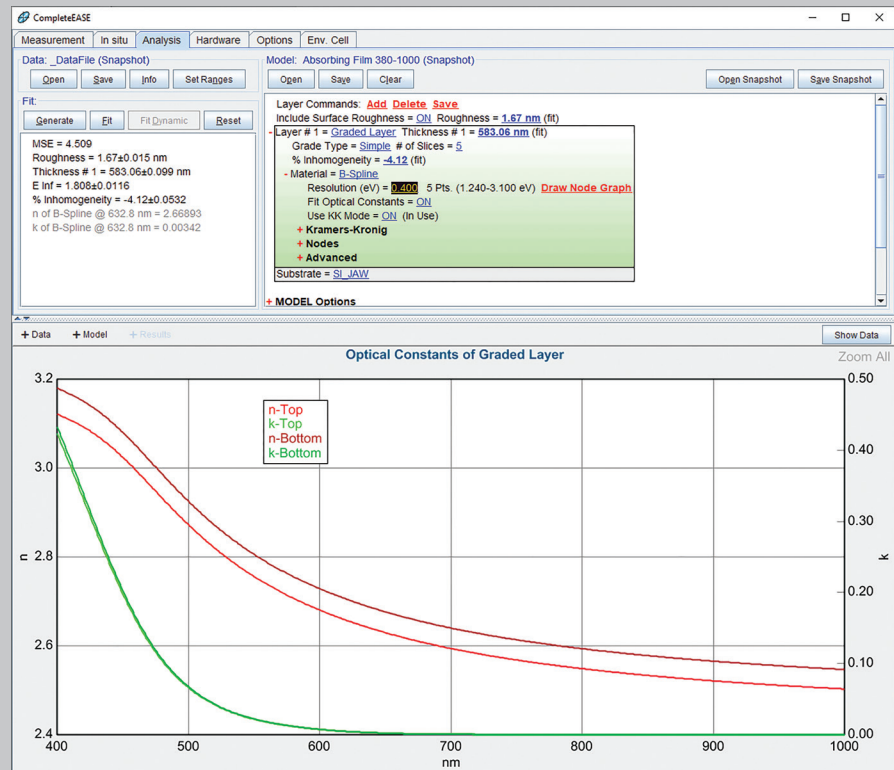 CompleteEASE
Measurement In situ Analysis Hardware Options Env. Cell
Data: _DataFile (Snapshot)
Open Save Info Set Ranges
Fit:
Generate Fit Fit Dynamic Reset
MSE = 4.509
Roughness = 1.67±0.015 nm
Thickness # 1 = 583.06±0.099 nm
E Inf = 1.808±0.0116
% Inhomogeneity = -4.12±0.0532
n of B-Spline @ 632.8 nm = 2.66893
k of B-Spline @ 632.8 nm = 0.00342
Model: Absorbing Film 380-1000 (Snapshot)
Open Save Clear Open Snapshot Save Snapshot
Layer Commands: Add Delete Save
Include Surface Roughness = ON Roughness = 1.67 nm (fit)
- Layer # 1 = Graded Layer Thickness # 1 = 583.06 nm (fit)
Grade Type = Simple # of Slices = 5
% Inhomogeneity = -4.12 (fit)
- Material = B-Spline
Resolution (eV) = 0.400 5 Pts. (1.240-3.100 eV) Draw Node Graph
Fit Optical Constants = ON
Use KK Mode = ON (In Use)
+ Kramers-Kronig
+ Nodes
+ Advanced
Substrate = SI_JAW
+ MODEL Options
+ Data + Model + Results Show Data
Optical Constants of Graded Layer Zoom All
n-Top
k-Top
n-Bottom
k-Bottom
3.2
3.0
2.8
2.6
2.4
n
0.50
0.40
0.30
0.20
0.10
0.00
k
400 500 600 700 800 900 1000
nm